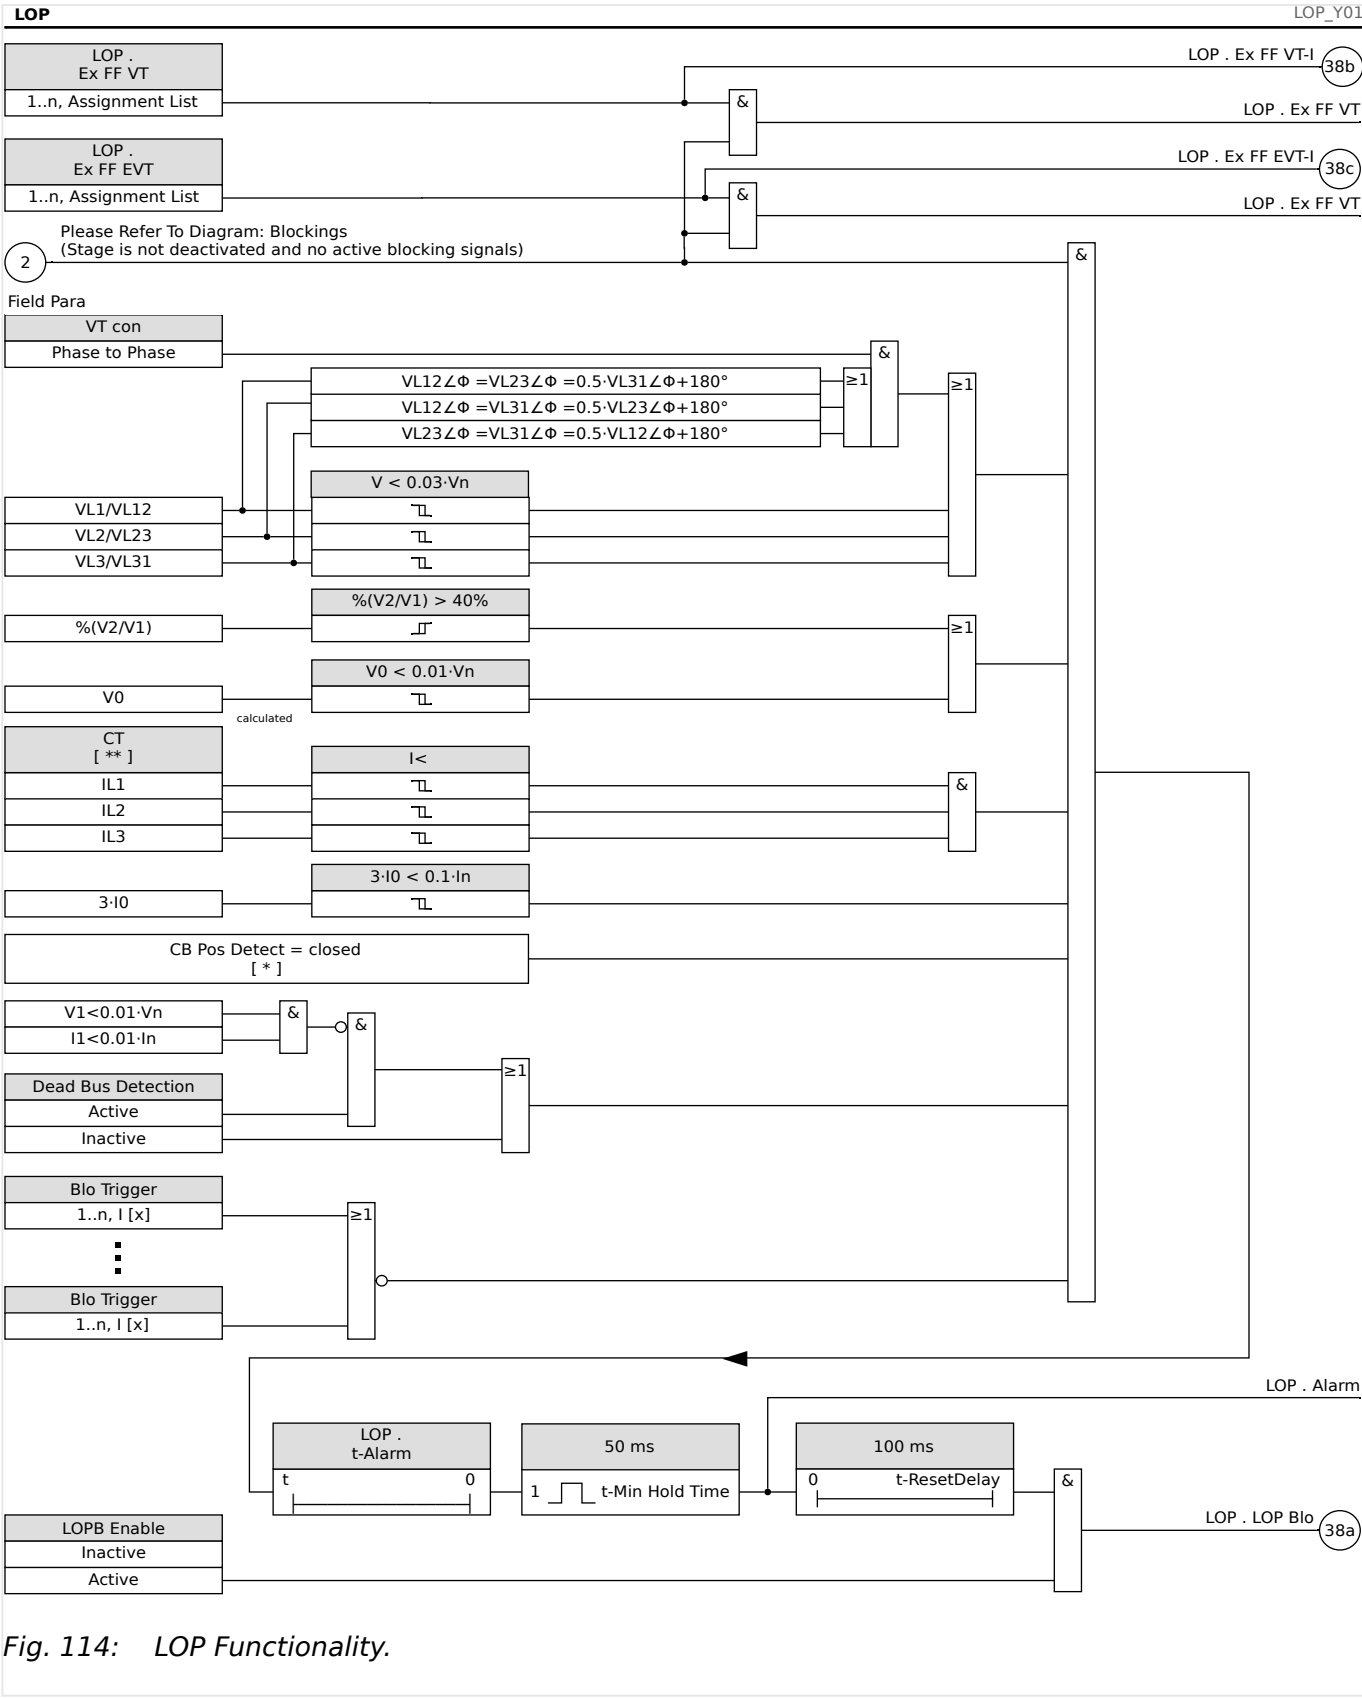 LOP
LOP_Y01
LOP .
Ex FF VT
1..n, Assignment List
LOP . Ex FF VT-I
38b
&
LOP . Ex FF VT
LOP .
Ex FF EVT
1..n, Assignment List
LOP . Ex FF EVT-I
38c
&
LOP . Ex FF VT
Please Refer To Diagram: Blockings
(Stage is not deactivated and no active blocking signals)
2
&
Field Para
VT con
Phase to Phase
&
VL12∠Φ =VL23∠Φ =0.5·VL31∠Φ+180°
≥1
≥1
VL12∠Φ =VL31∠Φ =0.5·VL23∠Φ+180°
VL23∠Φ =VL31∠Φ =0.5·VL12∠Φ+180°
V < 0.03·Vn
VL1/VL12
VL2/VL23
VL3/VL31
%(V2/V1) > 40%
%(V2/V1)
≥1
V0 < 0.01·Vn
V0
calculated
CT
[ ** ]
I<
IL1
&
IL2
IL3
3·I0 < 0.1·In
3·I0
CB Pos Detect = closed
[ * ]
V1<0.01·Vn
&
&
I1<0.01·In
≥1
Dead Bus Detection
Active
Inactive
Blo Trigger
1..n, I [x]
≥1
Blo Trigger
1..n, I [x]
LOP . Alarm
LOP .
t-Alarm
50 ms
100 ms
t
0
1
t-Min Hold Time
0
t-ResetDelay
&
LOP . LOP Blo
38a
LOPB Enable
Inactive
Active
Fig. 114: LOP Functionality.